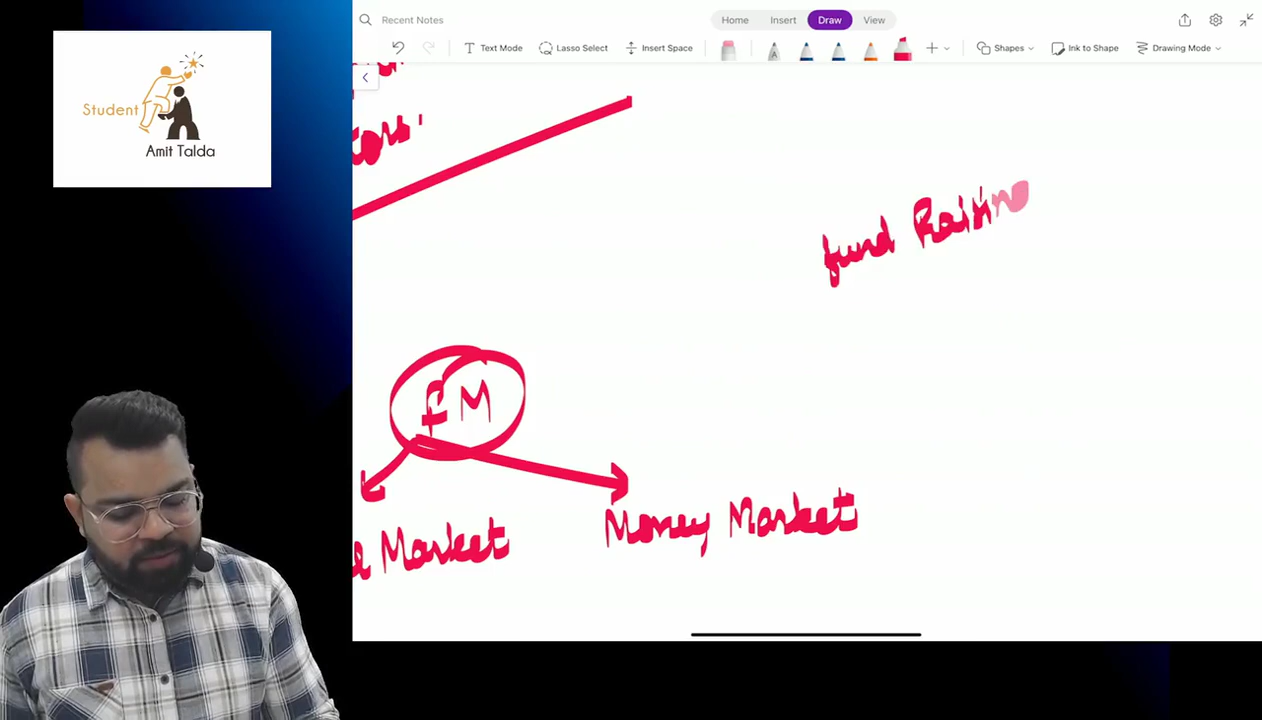 Recent Notes
Home Insert Draw View
Text Mode Lasso Select Insert Space Shapes Ink to Shape Drawing Mode
Student
Amit Talda
fund Raisin
FM
Market
Money Market